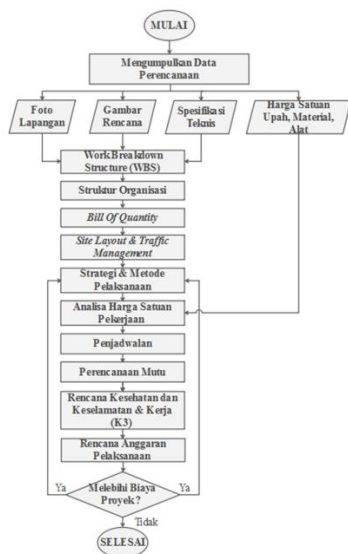 MULAI
Mengumpulkan Data
Perencanaan
Foto
Lapangan
Gambar
Rencana
Spesifikasi
Teknis
Harga Satuan
Upah, Material,
Alat
Work Breakdown
Structure (WBS)
Struktur Organisasi
Bill Of Quantity
Site Layout & Traffic
Management
Strategi & Metode
Pelaksanaan
Analisa Harga Satuan
Pekerjaan
Penjadwalan
Perencanaan Mutu
Rencana Kesehatan dan
Keselamatan & Kerja
(K3)
Rencana Anggaran
Pelaksanaan
Ya
Melebihi Biaya
Proyek ?
Ya
Tidak
SELESAI